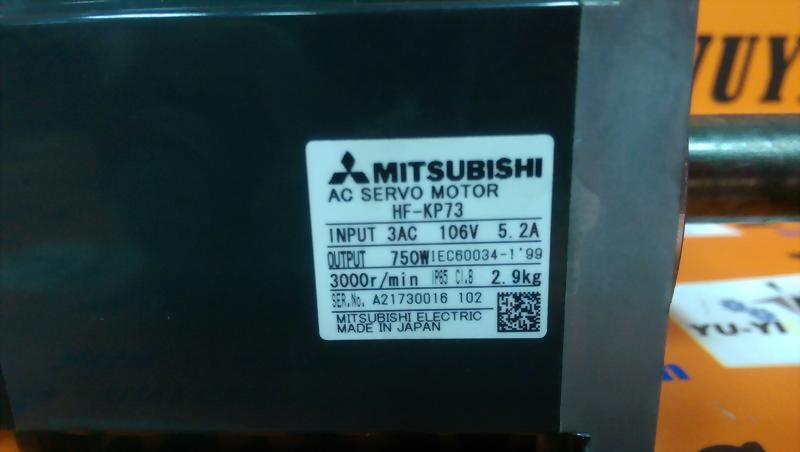 MITSUBISHI
AC SERVO MOTOR
HF-KP73
INPUT 3AC 106V 5.2A
OUTPUT 750W IEC60034-1'99
3000r/min IP65 Cl.B 2.9kg
SER.No. A21730016 102
MITSUBISHI ELECTRIC
MADE IN JAPAN
YU-YI